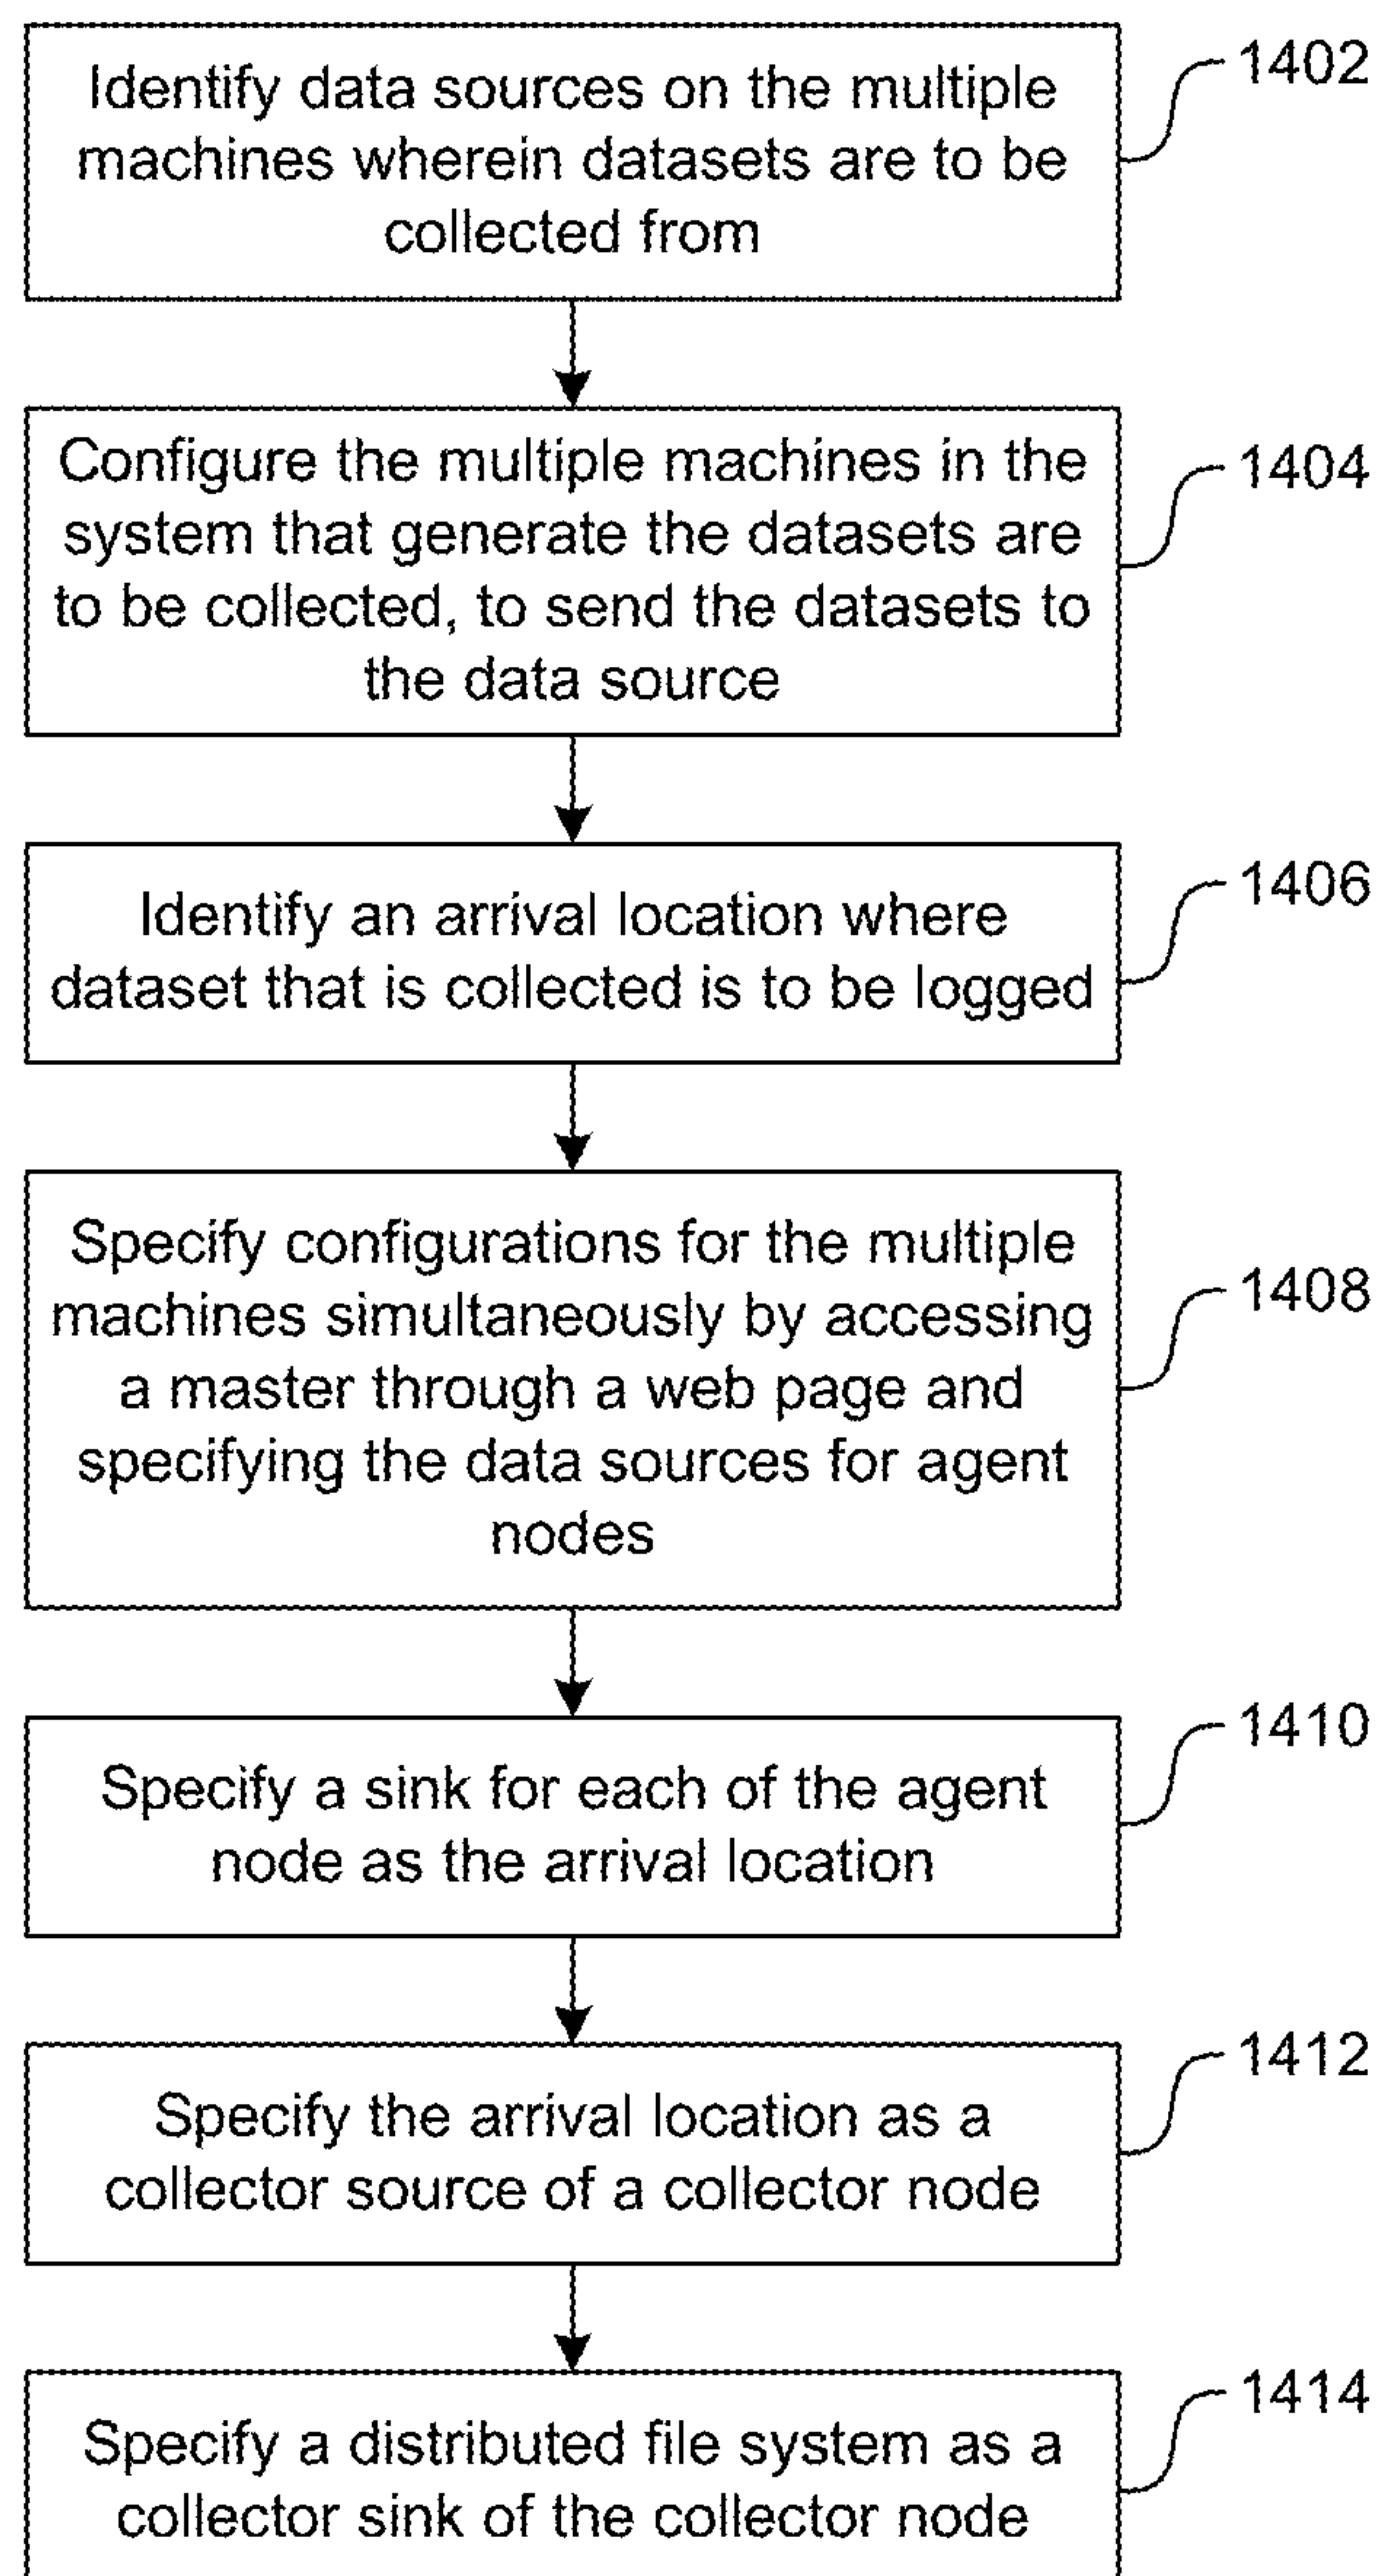 Identify data sources on the multiple
machines wherein datasets are to be
collected from
1402
Configure the multiple machines in the
system that generate the datasets are
to be collected, to send the datasets to
the data source
1404
Identify an arrival location where
dataset that is collected is to be logged
1406
Specify configurations for the multiple
machines simultaneously by accessing
a master through a web page and
specifying the data sources for agent
nodes
1408
Specify a sink for each of the agent
node as the arrival location
1410
Specify the arrival location as a
collector source of a collector node
1412
Specify a distributed file system as a
collector sink of the collector node
1414